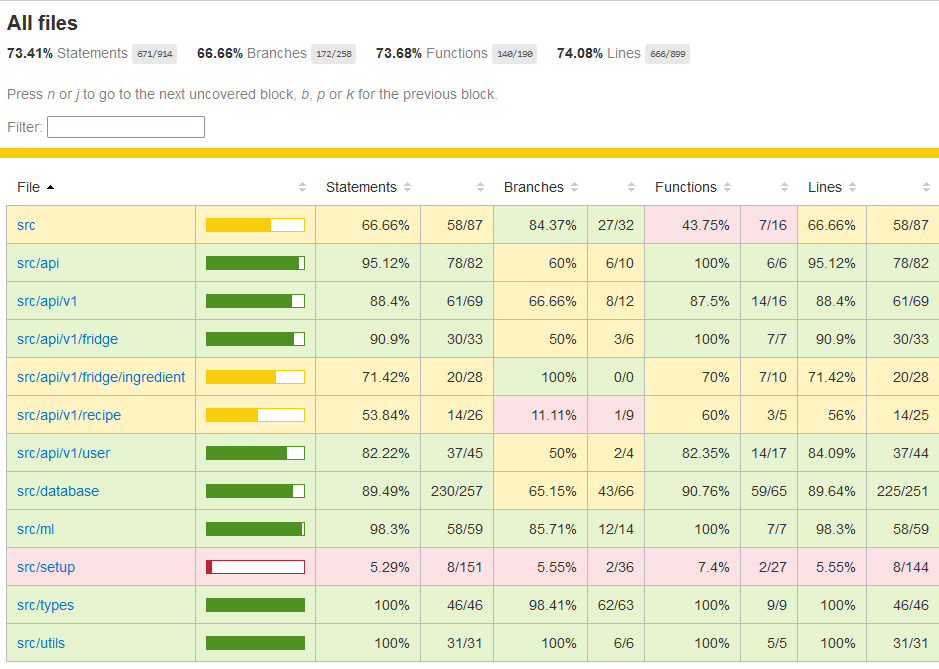 All files
73.41% Statements 671/914 66.66% Branches 172/258 73.68% Functions 140/190 74.08% Lines 666/899
Press n or j to go to the next uncovered block, b, p or k for the previous block.
Filter:
File Statements Branches Functions Lines
src 66.66% 58/87 84.37% 27/32 43.75% 7/16 66.66% 58/87
src/api 95.12% 78/82 60% 6/10 100% 6/6 95.12% 78/82
src/api/v1 88.4% 61/69 66.66% 8/12 87.5% 14/16 88.4% 61/69
src/api/v1/fridge 90.9% 30/33 50% 3/6 100% 7/7 90.9% 30/33
src/api/v1/fridge/ingredient 71.42% 20/28 100% 0/0 70% 7/10 71.42% 20/28
src/api/v1/recipe 53.84% 14/26 11.11% 1/9 60% 3/5 56% 14/25
src/api/v1/user 82.22% 37/45 50% 2/4 82.35% 14/17 84.09% 37/44
src/database 89.49% 230/257 65.15% 43/66 90.76% 59/65 89.64% 225/251
src/ml 98.3% 58/59 85.71% 12/14 100% 7/7 98.3% 58/59
src/setup 5.29% 8/151 5.55% 2/36 7.4% 2/27 5.55% 8/144
src/types 100% 46/46 98.41% 62/63 100% 9/9 100% 46/46
src/utils 100% 31/31 100% 6/6 100% 5/5 100% 31/31